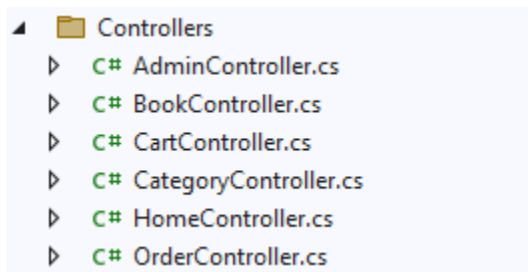 Controllers
C# AdminController.cs
C# BookController.cs
C# CartController.cs
C# CategoryController.cs
C# HomeController.cs
C# OrderController.cs